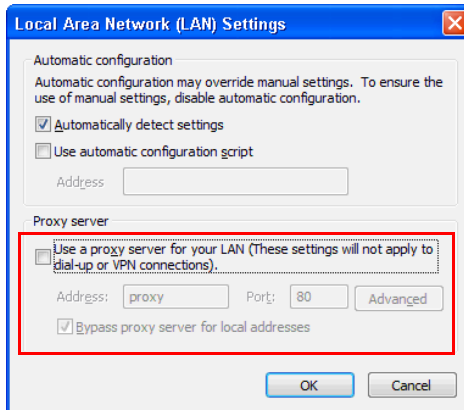 Local Area Network (LAN) Settings
Automatic configuration
Automatic configuration may override manual settings. To ensure the
use of manual settings, disable automatic configuration.
Automatically detect settings
Use automatic configuration script
Address
Proxy server
Use a proxy server for your LAN (These settings will not apply to
dial-up or VPN connections).
Address: proxy Port: 80 Advanced
Bypass proxy server for local addresses
OK Cancel